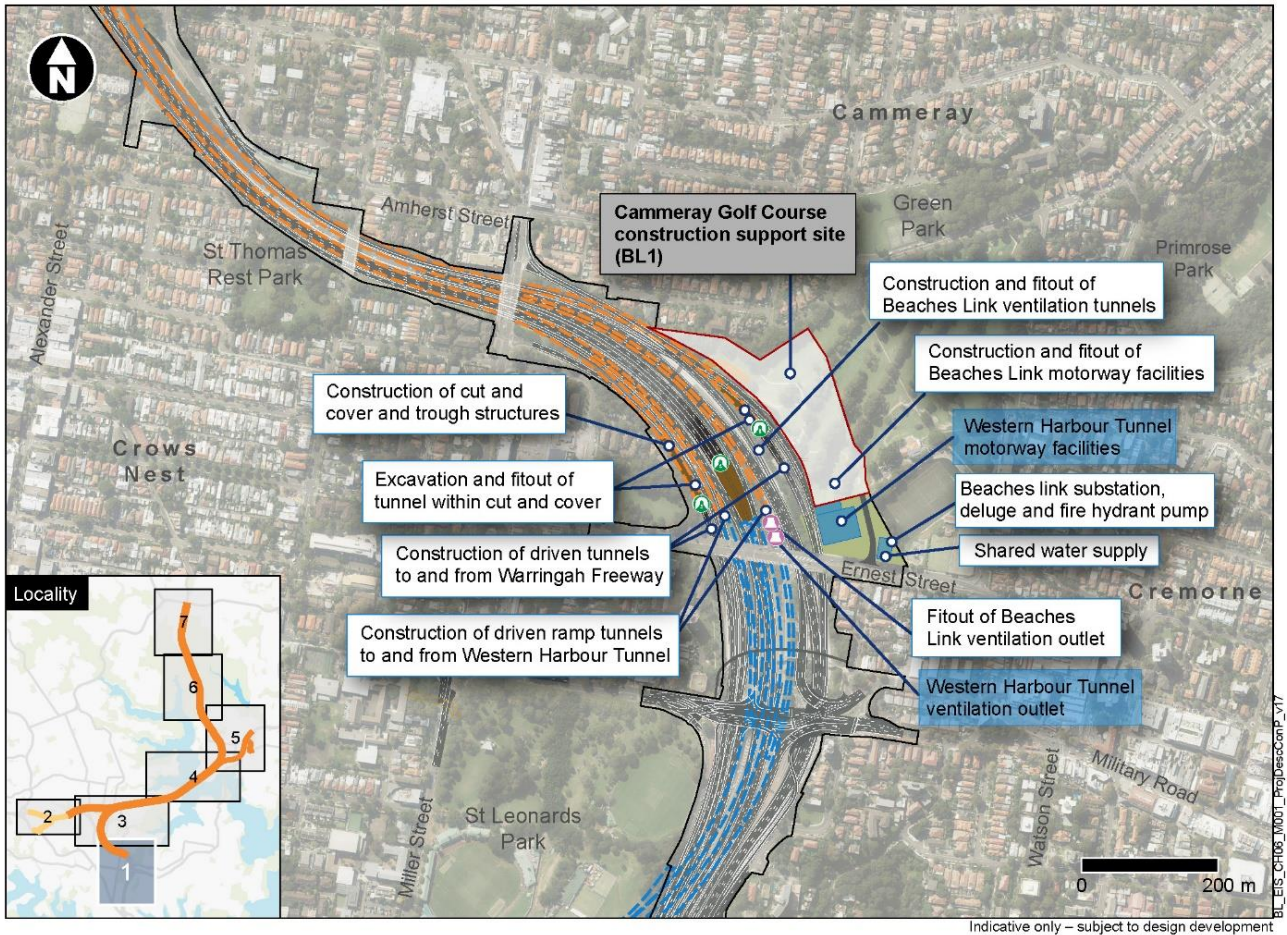 N
Cammeray
Green
Park
Primrose
Park
Amherst Street
Alexander Street
St Thomas
Rest Park
Cammeray Golf Course
construction support site
(BL1)
Construction and fitout of
Beaches Link ventilation tunnels
Construction and fitout of
Beaches Link motorway facilities
Construction of cut and
cover and trough structures
Crows
Nest
Western Harbour Tunnel
motorway facilities
Excavation and fitout of
tunnel within cut and cover
Beaches link substation,
deluge and fire hydrant pump
Construction of driven tunnels
to and from Warringah Freeway
Shared water supply
Ernest Street
Cremorne
Construction of driven ramp tunnels
to and from Western Harbour Tunnel
Fitout of Beaches
Link ventilation outlet
Western Harbour Tunnel
ventilation outlet
Locality
7
6
5
4
2
3
1
Miller Street
St Leonards
Park
Watson Street
Military Road
0 200 m
BL_EIS_CH06_M001_ProjDescConP_v17
Indicative only – subject to design development